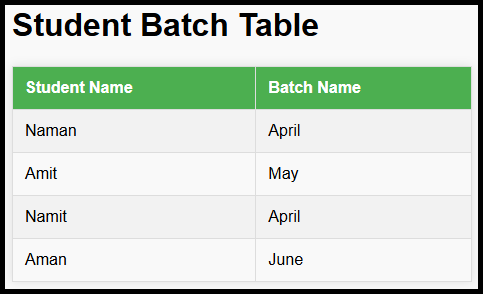 Student Batch Table
Student Name Batch Name
Naman April
Amit May
Namit April
Aman June